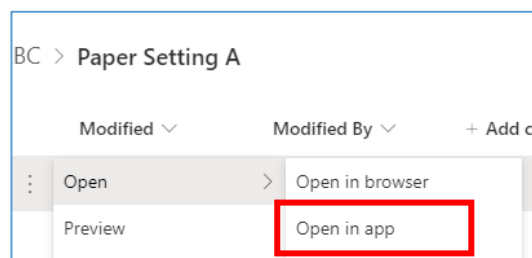 BC > Paper Setting A
Modified Modified By + Add c
Open > Open in browser
Preview Open in app